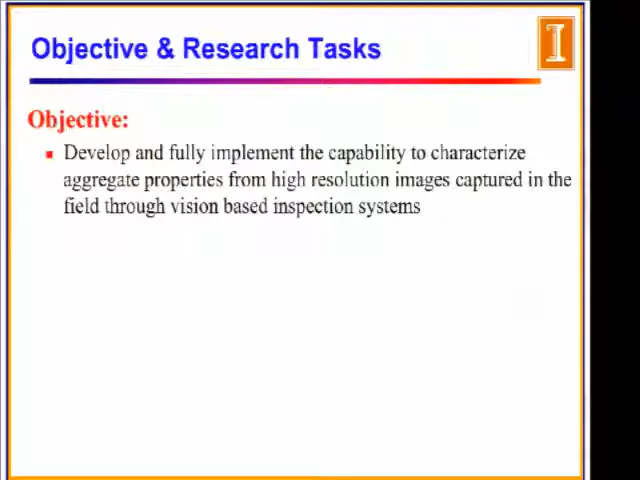 Objective & Research Tasks
I
Objective:
Develop and fully implement the capability to characterize
aggregate properties from high resolution images captured in the
field through vision based inspection systems